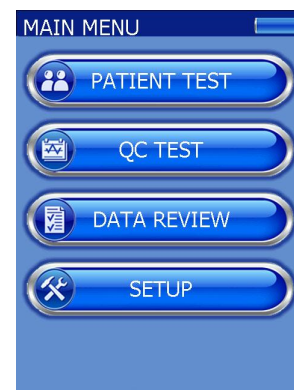 MAIN MENU
PATIENT TEST
QC TEST
DATA REVIEW
SETUP